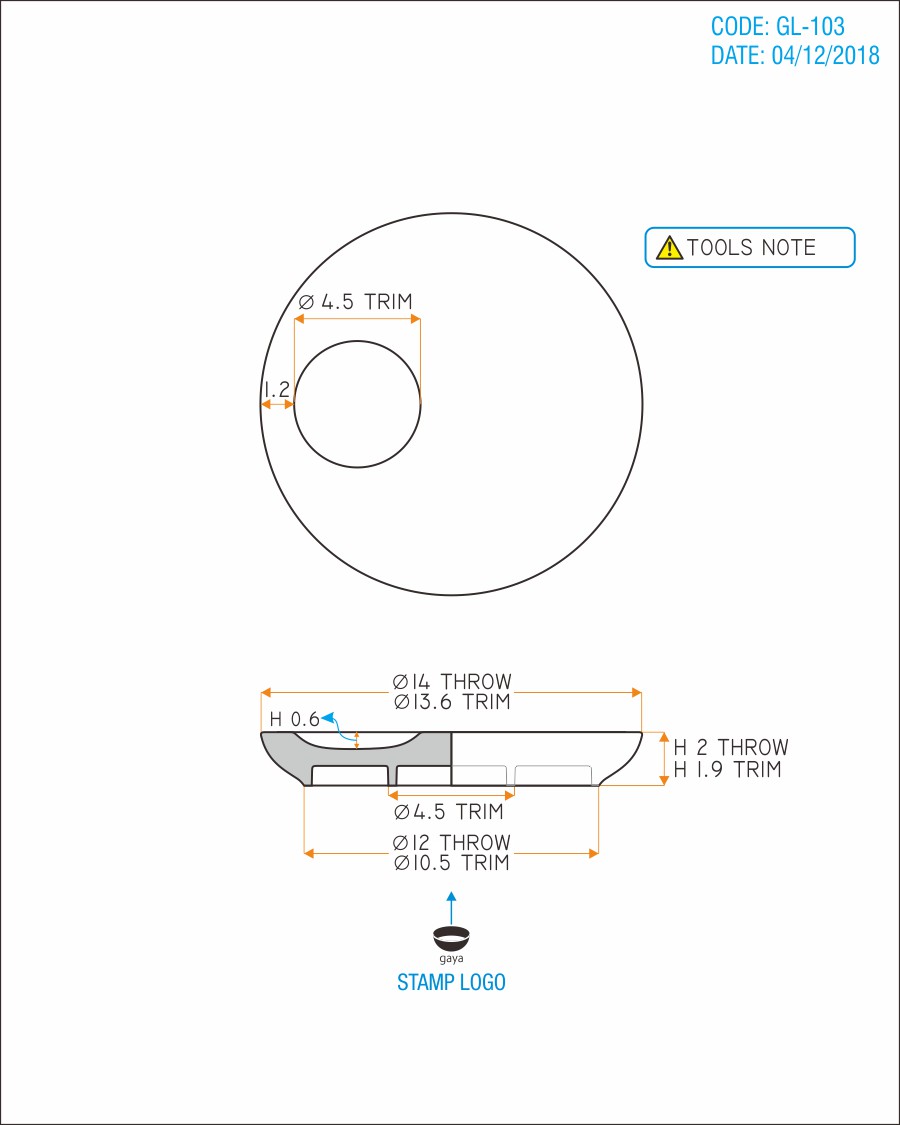 CODE: GL-103
DATE: 04/12/2018
TOOLS NOTE
Ø 4.5 TRIM
1.2
Ø14 THROW
Ø13.6 TRIM
H 0.6
H 2 THROW
H 1.9 TRIM
Ø4.5 TRIM
Ø12 THROW
Ø10.5 TRIM
gaya
STAMP LOGO